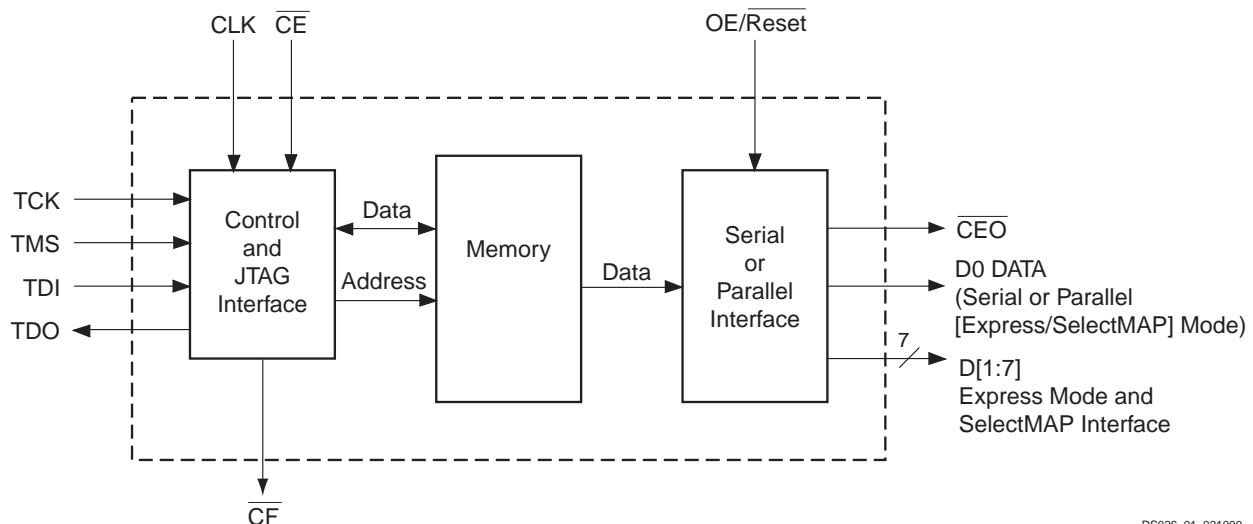 CLK CE OE/Reset
TCK
TMS
TDI
TDO
Control
and
JTAG
Interface
Data
Address
Memory
Data
Serial
or
Parallel
Interface
CEO
D0 DATA
(Serial or Parallel
[Express/SelectMAP] Mode)
7
D[1:7]
Express Mode and
SelectMAP Interface
CF
DS026_01_021000